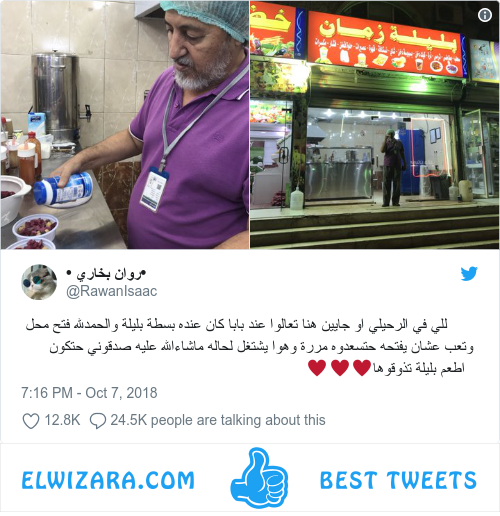 بليلة زمان
• روان بخاري•
@RawanIsaac
للي في الرحيلي او جايين هنا تعالوا عند بابا كان عنده بسطة بليلة والحمدلله فتح محل
وتعب عشان يفتحه حتسعدوه مررة وهوا يشتغل لحاله ماشاءالله عليه صدقوني حتكون
اطعم بليلة تذوقوها❤️❤️❤️
7:16 PM - Oct 7, 2018
12.8K 24.5K people are talking about this
ELWIZARA.COM BEST TWEETS